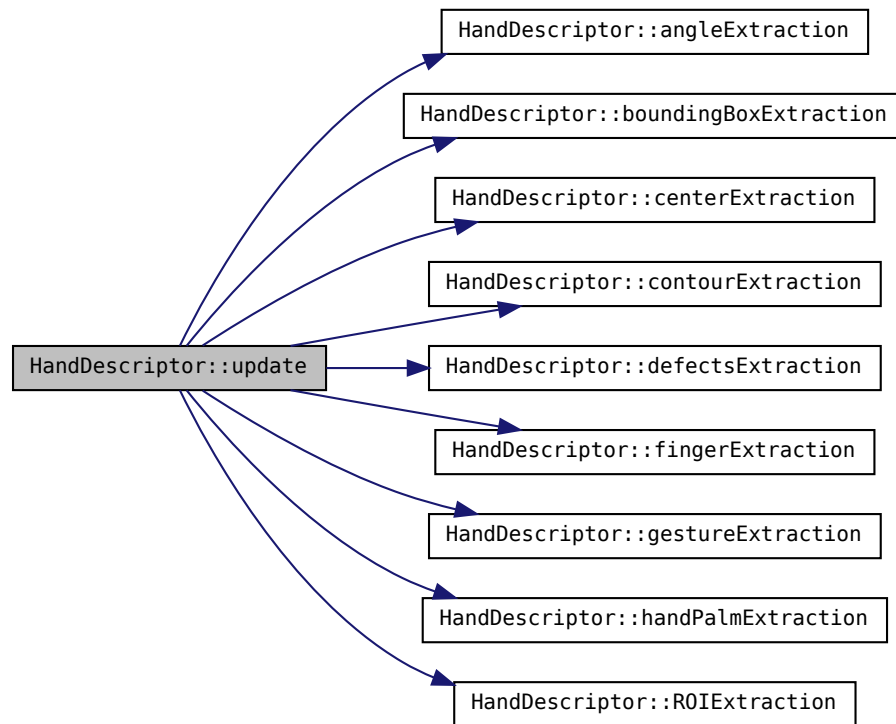 HandDescriptor::angleExtraction
HandDescriptor::boundingBoxExtraction
HandDescriptor::centerExtraction
HandDescriptor::contourExtraction
HandDescriptor::update
HandDescriptor::defectsExtraction
HandDescriptor::fingerExtraction
HandDescriptor::gestureExtraction
HandDescriptor::handPalmExtraction
HandDescriptor::ROIExtraction